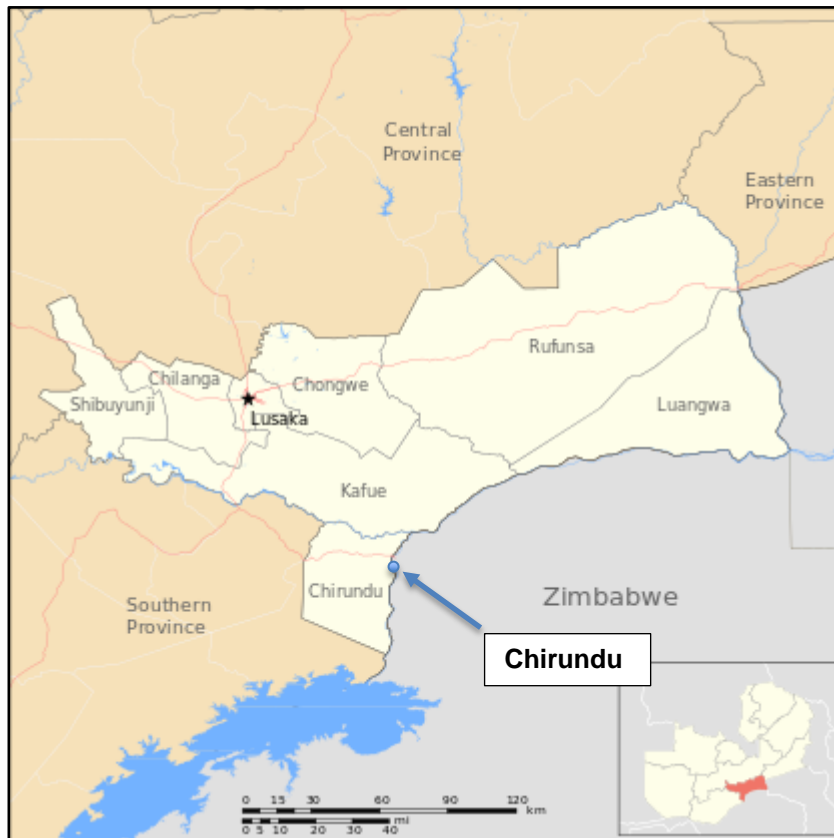 Central
Province
Eastern
Province
Rufunsa
Chilanga
Chongwe
Shibuyunji
Lusaka
Luangwa
Kafue
Chirundu
Zimbabwe
Southern
Province
Chirundu
0 15 30 60 90 120
km
mi
0 5 10 20 30 40